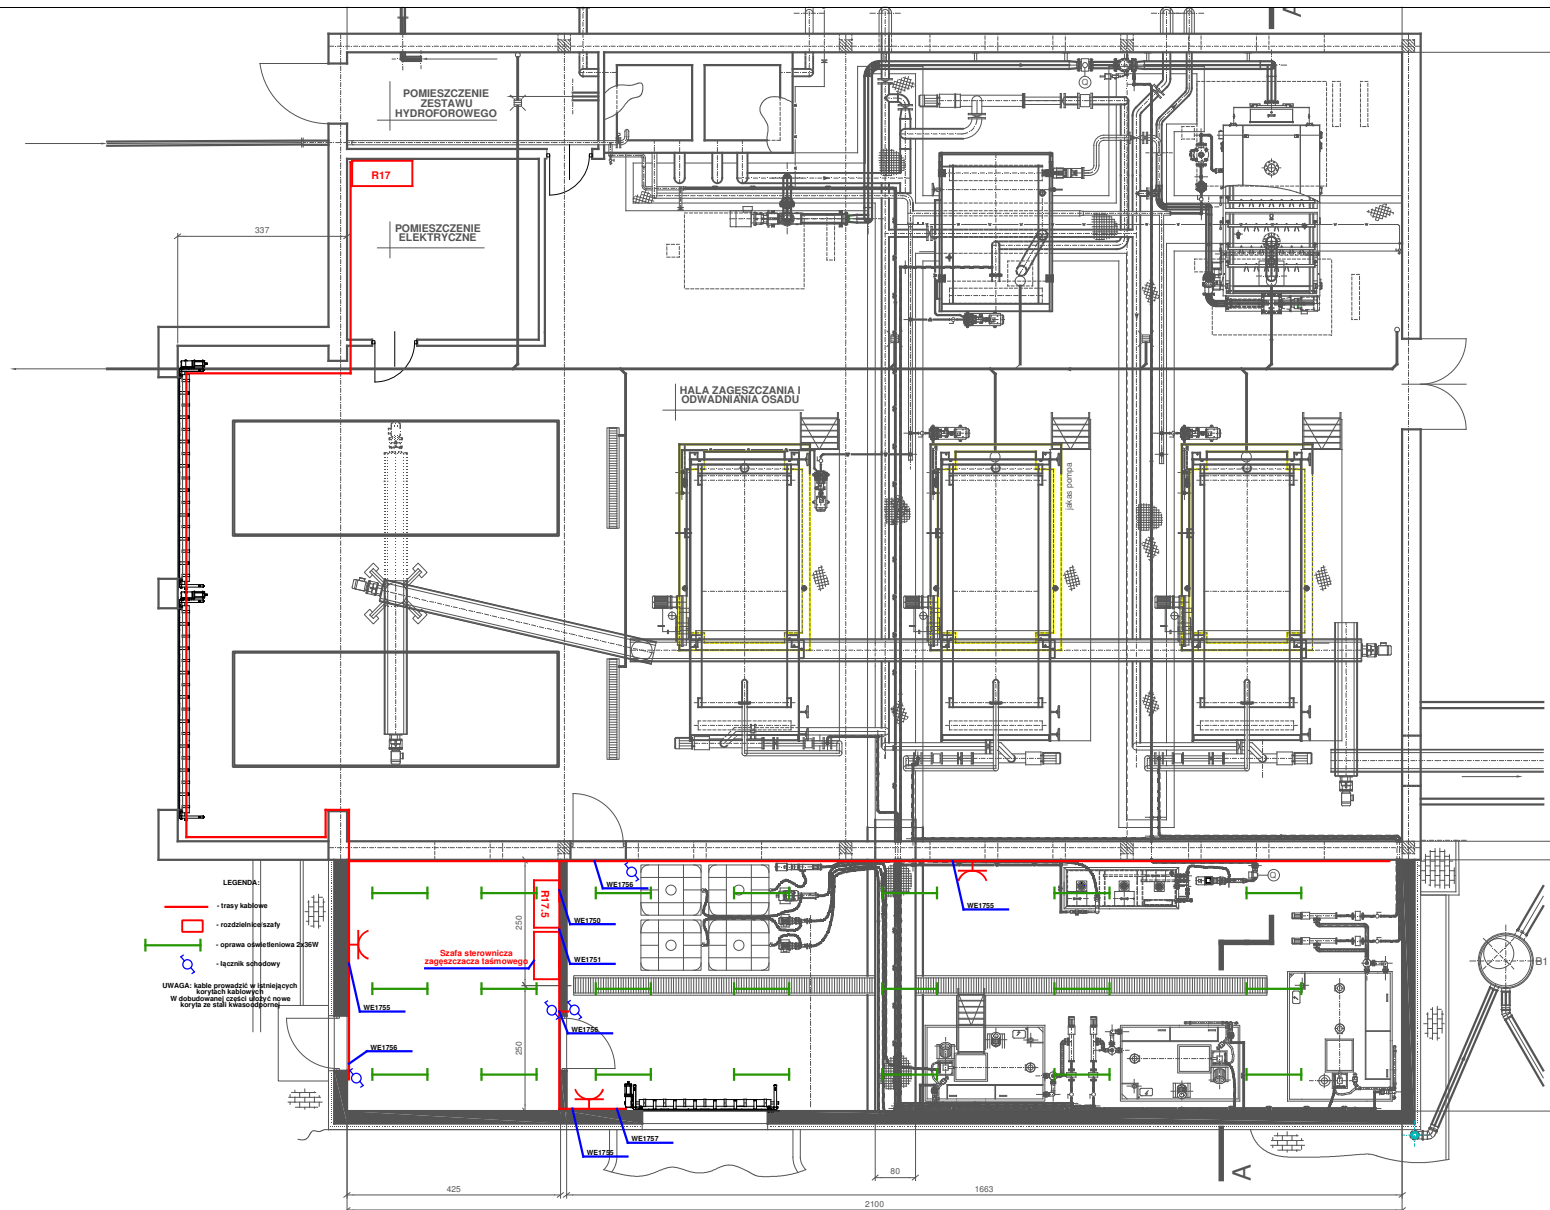 A
POMIESZCZENIE
ZESTAWU
HYDROFOROWEGO
R17
337
POMIESZCZENIE
ELEKTRYCZNE
HALA ZAGĘSZCZANIA I
ODWADNIANIA OSADU
jakas pompa
LEGENDA:
- trasy kablowe
- rozdzielnice/szafy
- oprawa oświetleniowa 2x36W
- łącznik schodowy
UWAGA: kable prowadzić w istniejących
korytach kablowych
W dobudowanej części ułożyć nowe
koryta ze stali kwasoodpornej
R17.5
250
250
Szafa sterownicza
zagęszczacza taśmowego
WE1756
WE1750
WE1751
WE1755
WE1755
WE1756
WE1756
WE1757
WE1755
B1
A
80
425
1663
2100